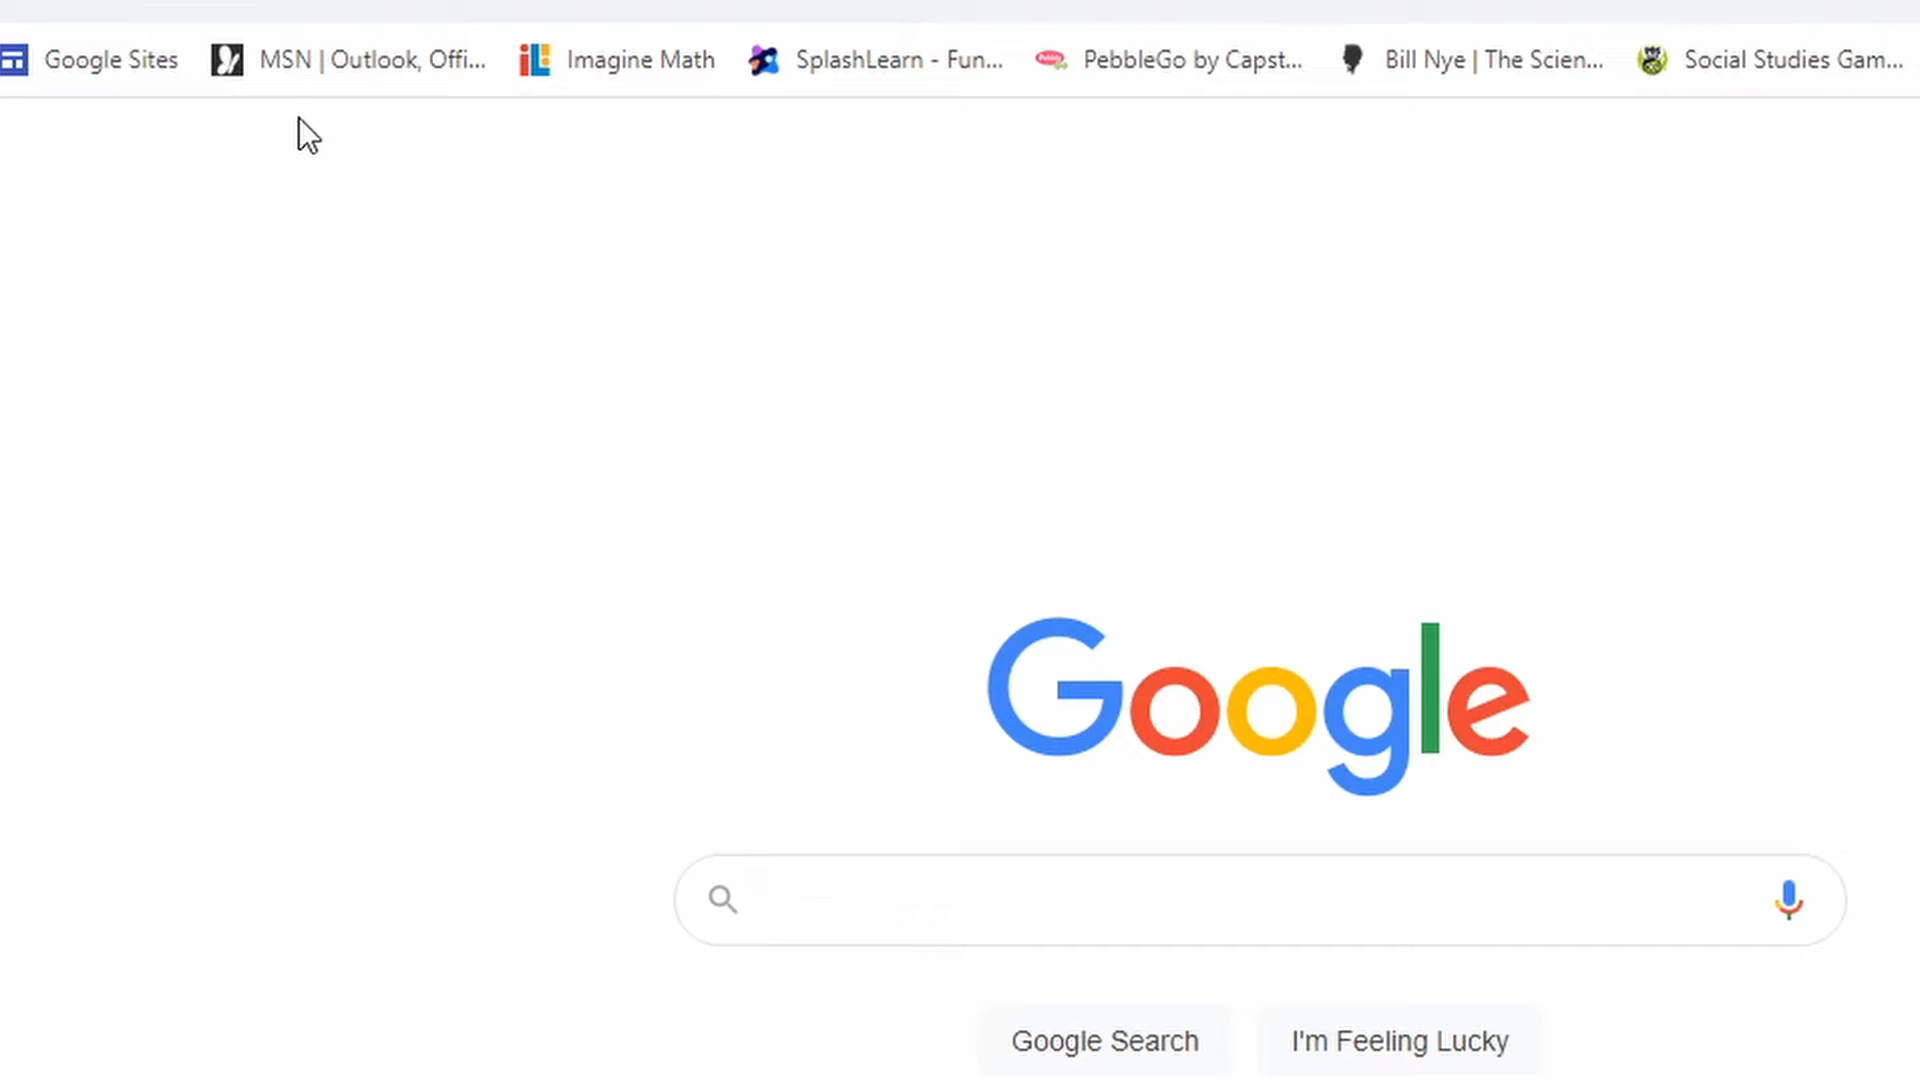 Google Sites MSN | Outlook, Offi... Imagine Math SplashLearn - Fun... PebbleGo by Capst... Bill Nye | The Scien... Social Studies Gam...
Google
Google Search I'm Feeling Lucky